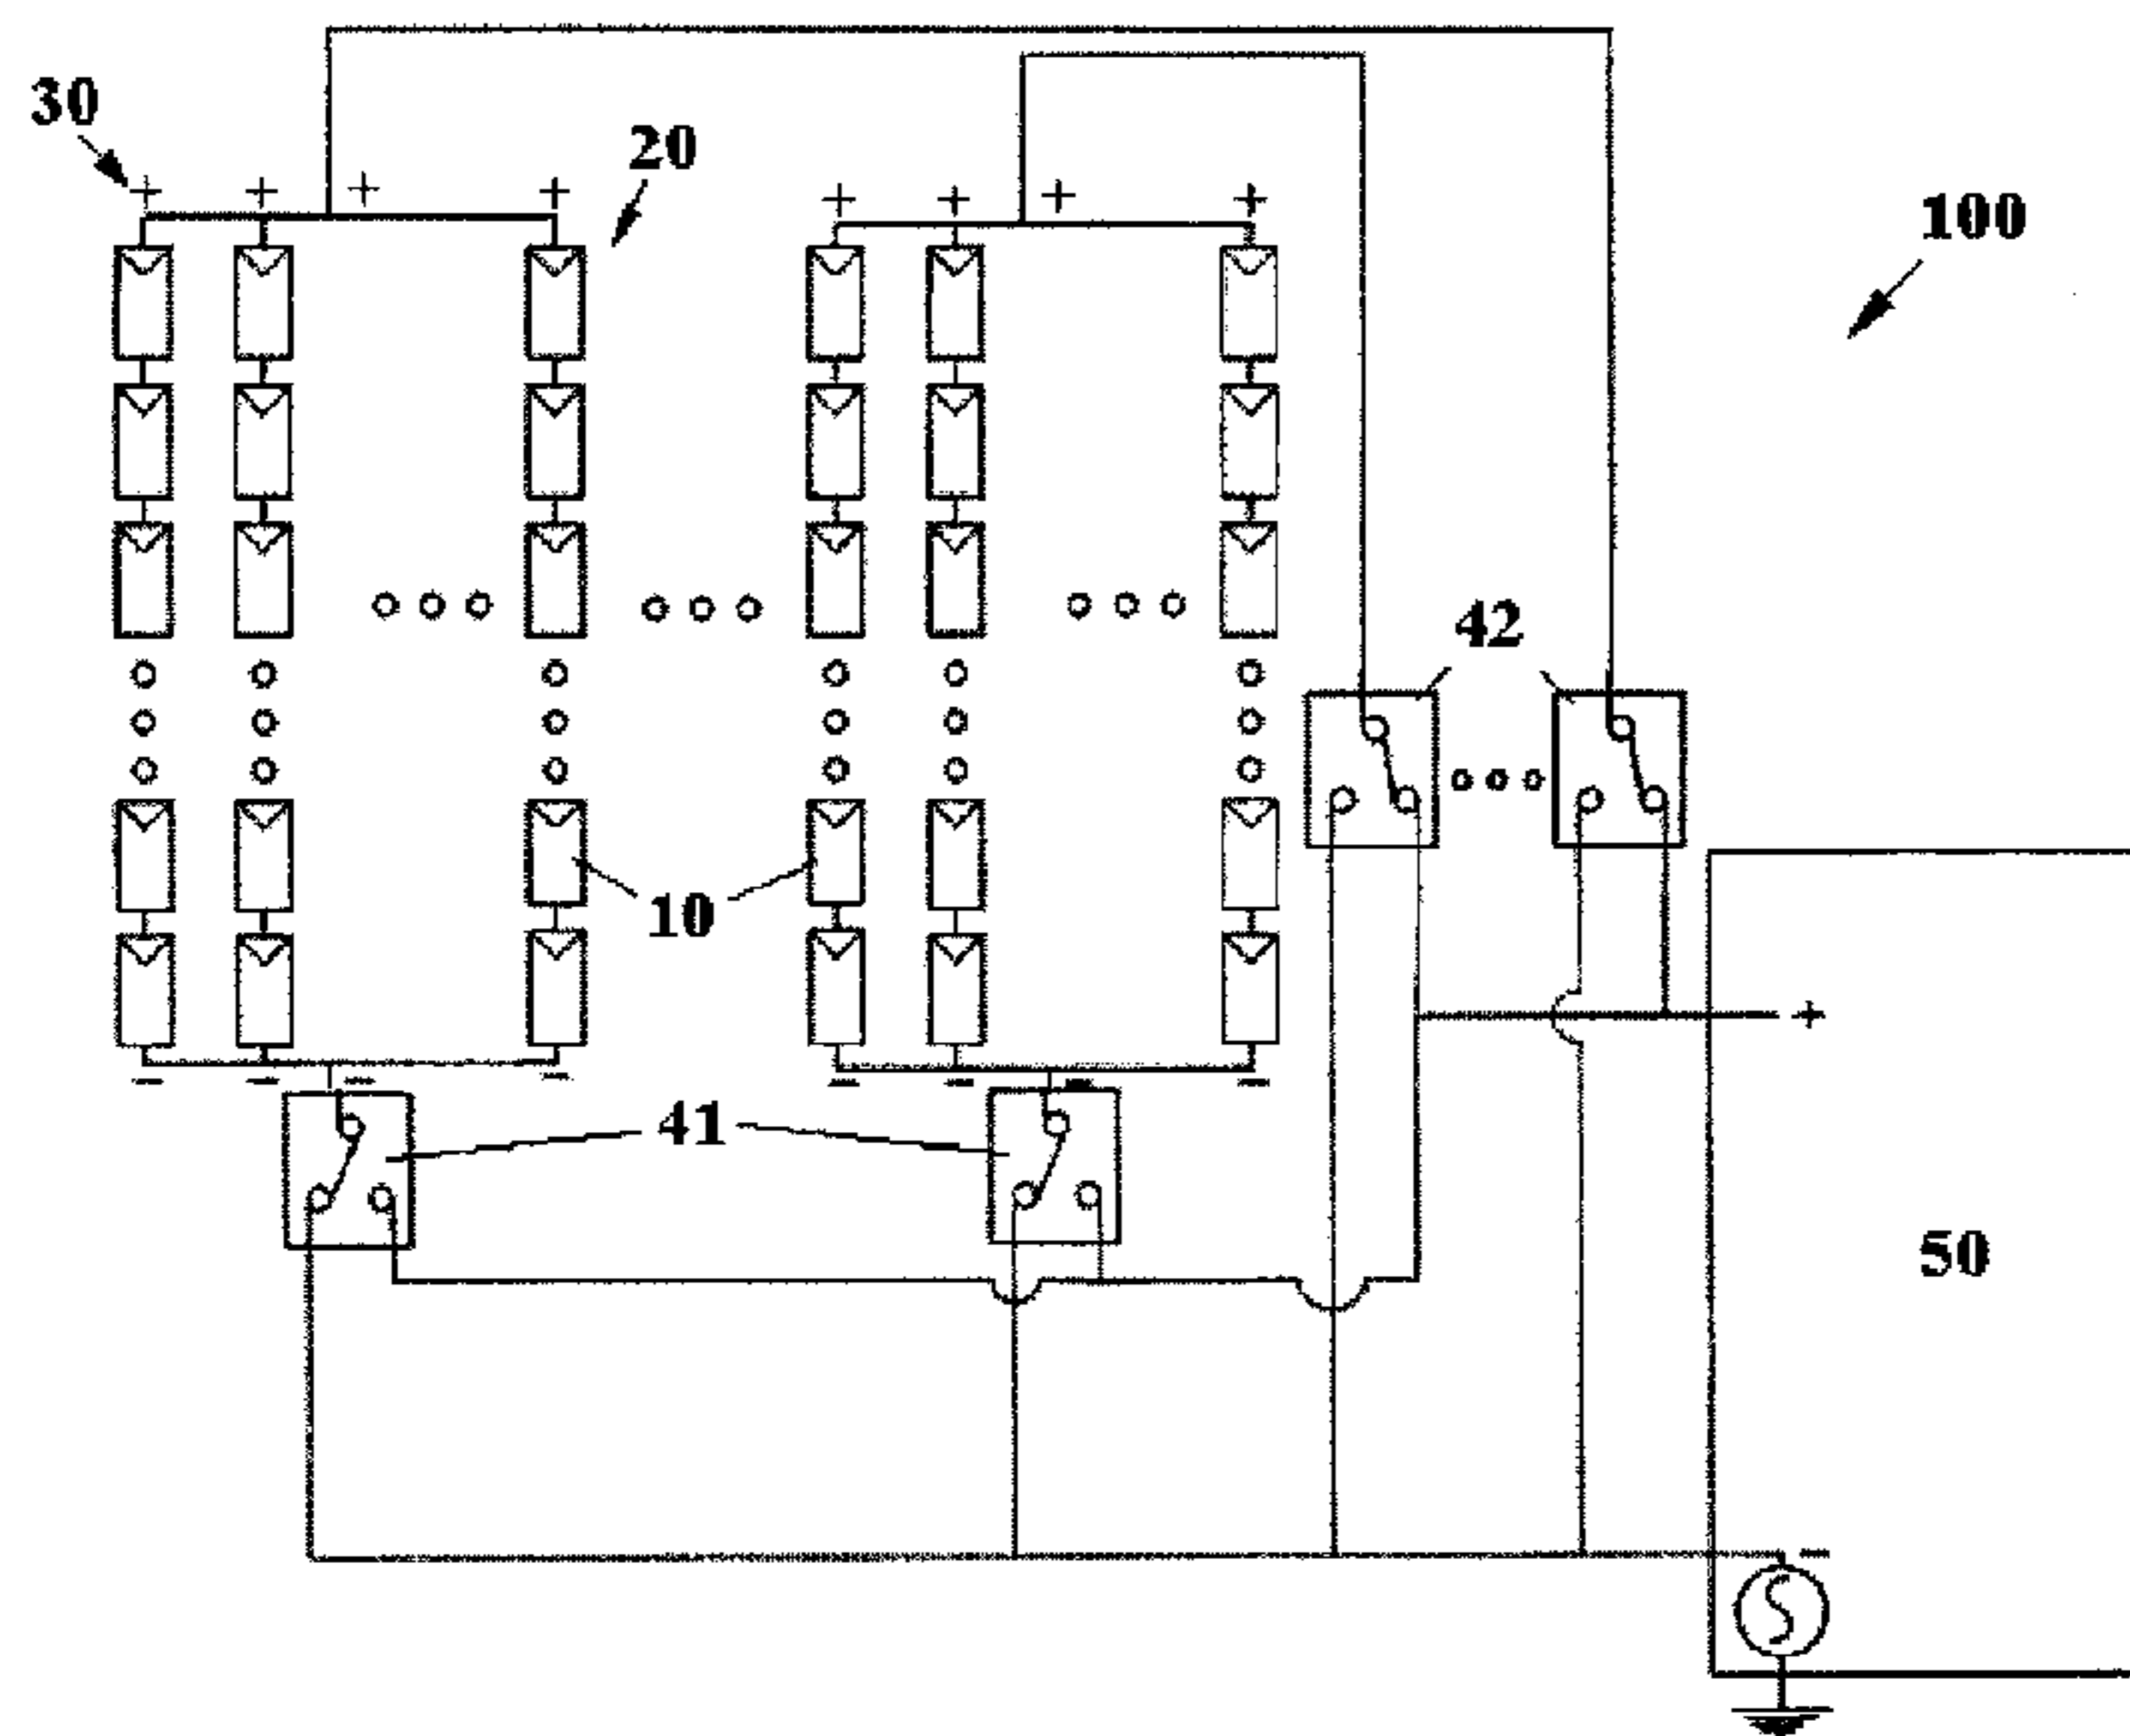 30
20
+ + + +
+ + + +
100
42
10
+
- - - -
- - - -
41
50
-